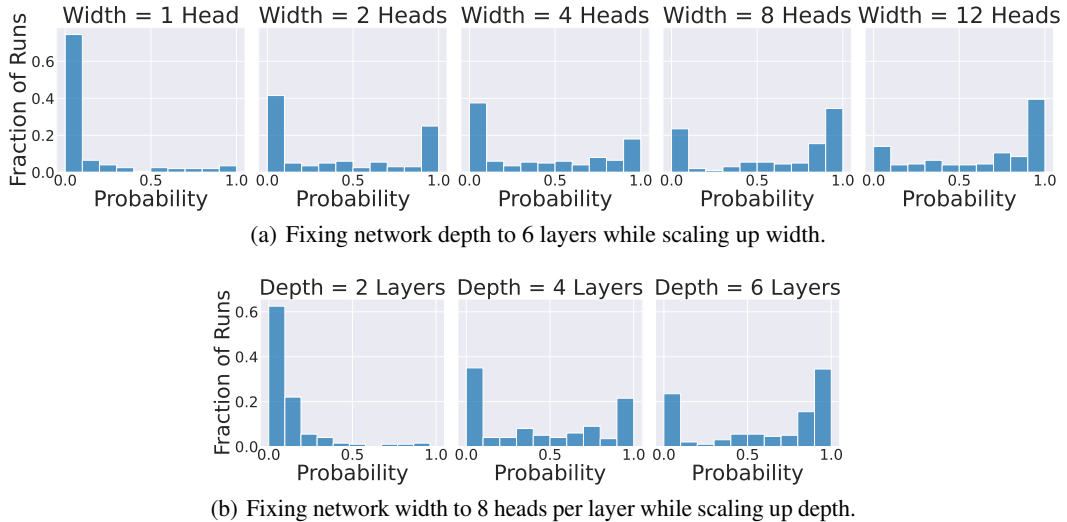 Width = 1 Head Width = 2 Heads Width = 4 Heads Width = 8 Heads Width = 12 Heads
Fraction of Runs
0.6
0.4
0.2
0.0
0.0 0.5 1.0 0.0 0.5 1.0 0.0 0.5 1.0 0.0 0.5 1.0 0.0 0.5 1.0
Probability Probability Probability Probability Probability
(a) Fixing network depth to 6 layers while scaling up width.
Depth = 2 Layers Depth = 4 Layers Depth = 6 Layers
Fraction of Runs
0.6
0.4
0.2
0.0
0.0 0.5 1.0 0.0 0.5 1.0 0.0 0.5 1.0
Probability Probability Probability
(b) Fixing network width to 8 heads per layer while scaling up depth.